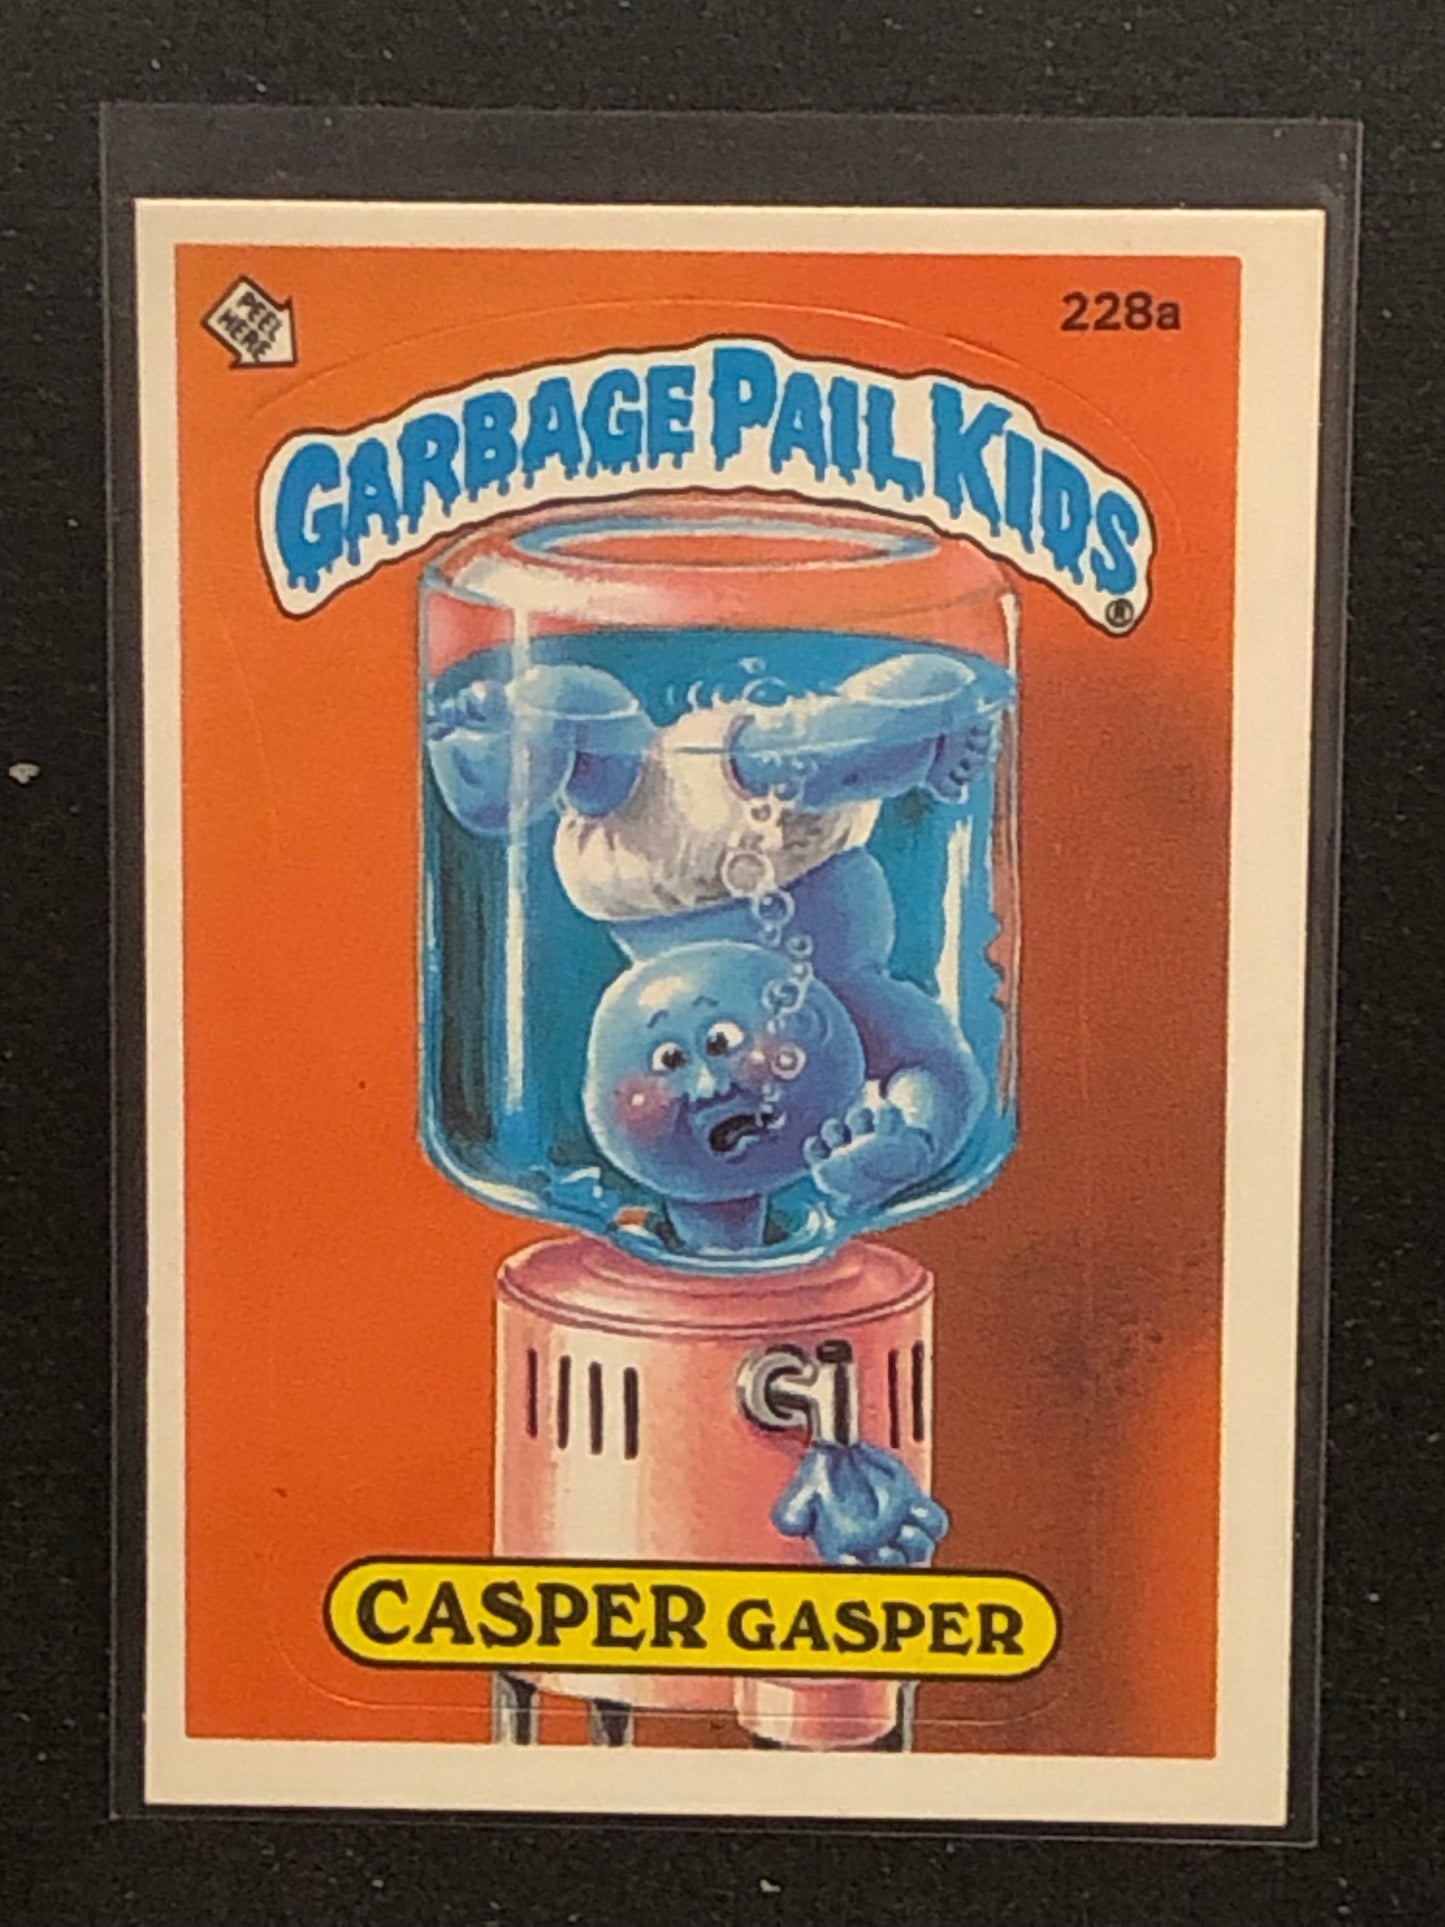 PEEL
HERE
228a
GARBAGE PAIL KIDS
®
CASPER GASPER